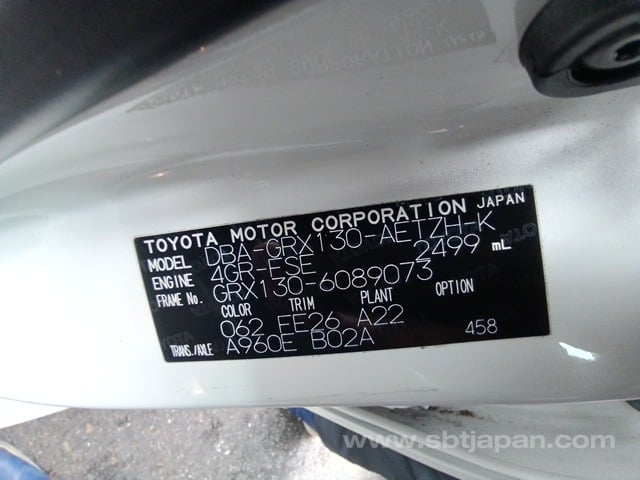 TOYOTA MOTOR CORPORATION JAPAN
MODEL DBA-GRX130-AETZH-K
ENGINE 4GR-ESE 2499 mL
FRAME No. GRX130-6089073
COLOR TRIM PLANT OPTION
062 EE26 A22
TRANS./AXLE A960E B02A 458
www.sbtjapan.com